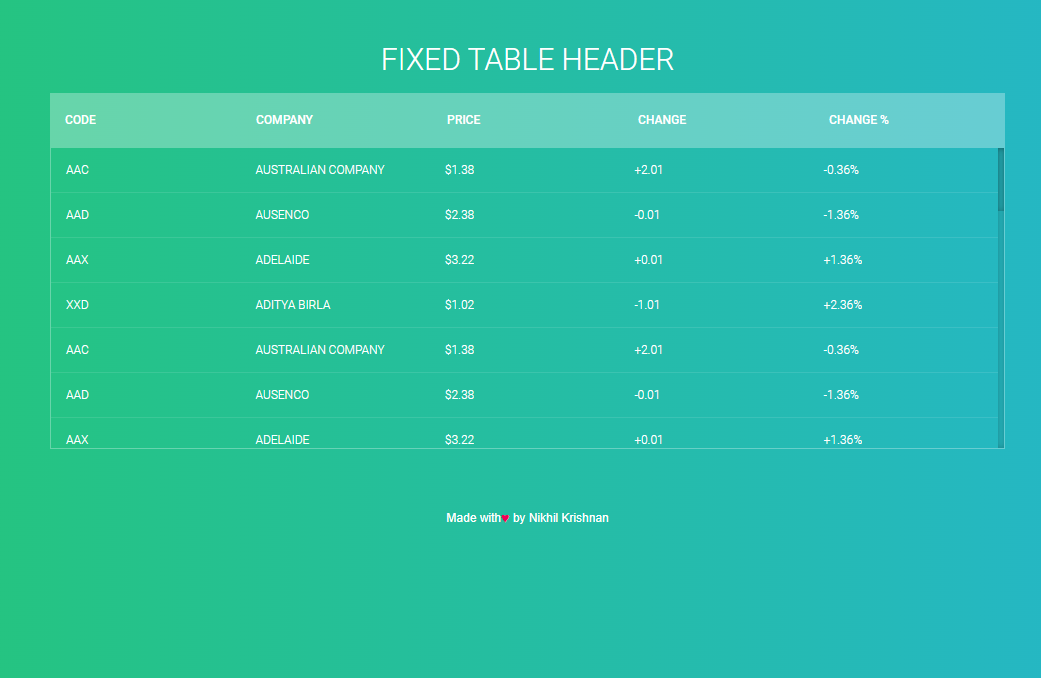 FIXED TABLE HEADER
CODE COMPANY PRICE CHANGE CHANGE %
AAC AUSTRALIAN COMPANY $1.38 +2.01 -0.36%
AAD AUSENCO $2.38 -0.01 -1.36%
AAX ADELAIDE $3.22 +0.01 +1.36%
XXD ADITYA BIRLA $1.02 -1.01 +2.36%
AAC AUSTRALIAN COMPANY $1.38 +2.01 -0.36%
AAD AUSENCO $2.38 -0.01 -1.36%
AAX ADELAIDE $3.22 +0.01 +1.36%
Made with♥ by Nikhil Krishnan